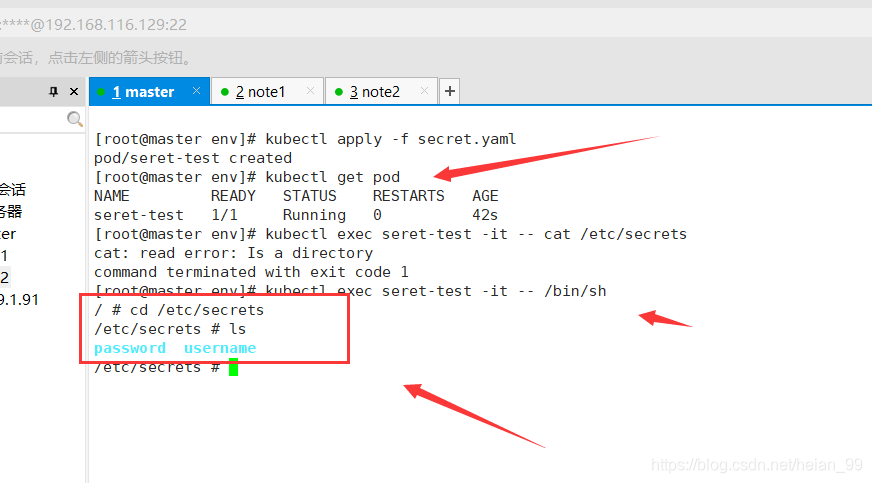 :****@192.168.116.129:22
前会话，点击左侧的箭头按钮。
1 master
2 note1
3 note2
[root@master env]# kubectl apply -f secret.yaml
pod/seret-test created
[root@master env]# kubectl get pod
NAME READY STATUS RESTARTS AGE
seret-test 1/1 Running 0 42s
[root@master env]# kubectl exec seret-test -it -- cat /etc/secrets
cat: read error: Is a directory
command terminated with exit code 1
[root@master env]# kubectl exec seret-test -it -- /bin/sh
/ # cd /etc/secrets
/etc/secrets # ls
password username
/etc/secrets #
会话
务器
ter
1
2
9.1.91
https://blog.csdn.net/heian_99